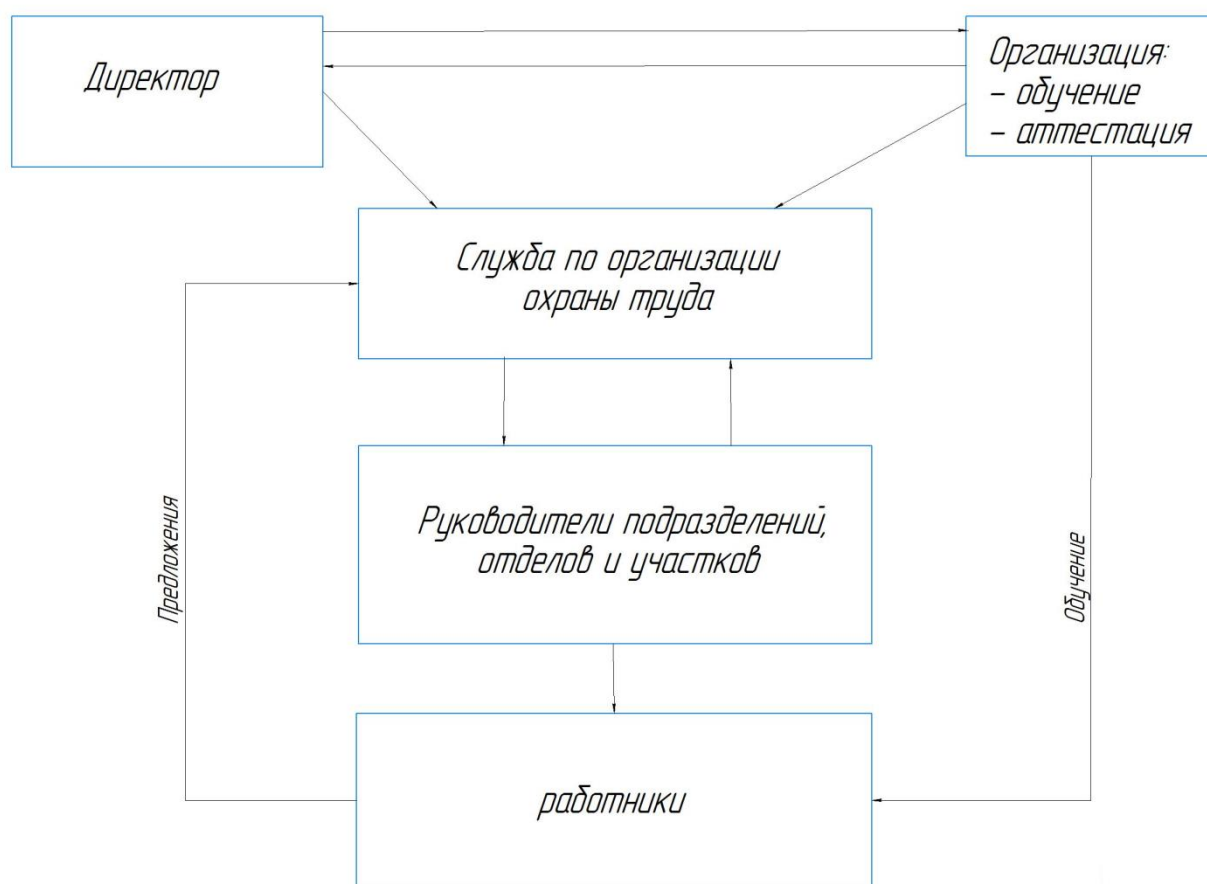 Директор
Организация:
- обучение
- аттестация
Служба по организации
охраны труда
Руководители подразделений,
отделов и участков
Предложения
Обучение
работники